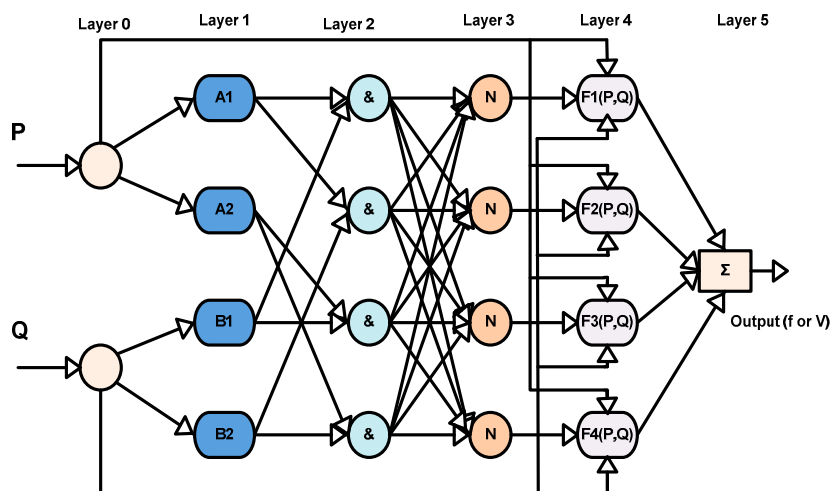 Layer 0
Layer 1
Layer 2
Layer 3
Layer 4
Layer 5
P
A1
&
N
F1(P,Q)
A2
&
N
F2(P,Q)
Σ
Output (f or V)
Q
B1
&
N
F3(P,Q)
B2
&
N
F4(P,Q)